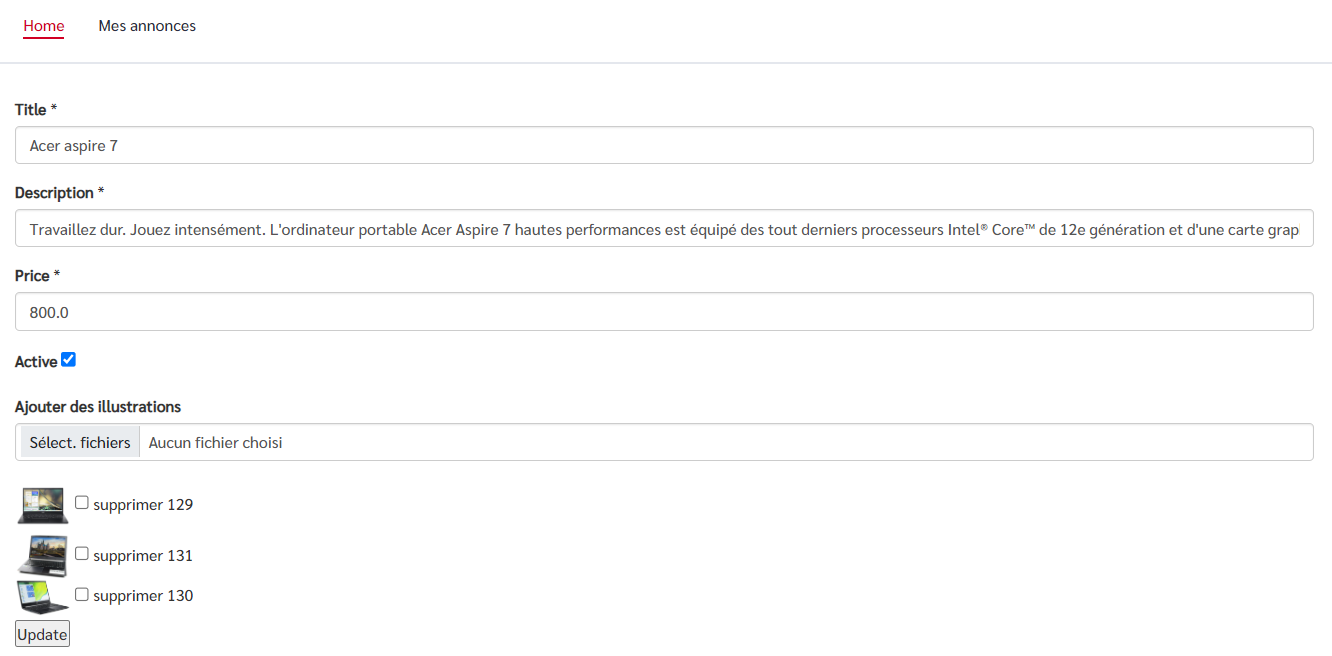 Home Mes annonces
Title *
Acer aspire 7
Description *
Travaillez dur. Jouez intensément. L'ordinateur portable Acer Aspire 7 hautes performances est équipé des tout derniers processeurs Intel® Core™ de 12e génération et d'une carte grap
Price *
800.0
Active
Ajouter des illustrations
Sélect. fichiers Aucun fichier choisi
supprimer 129
supprimer 131
supprimer 130
Update